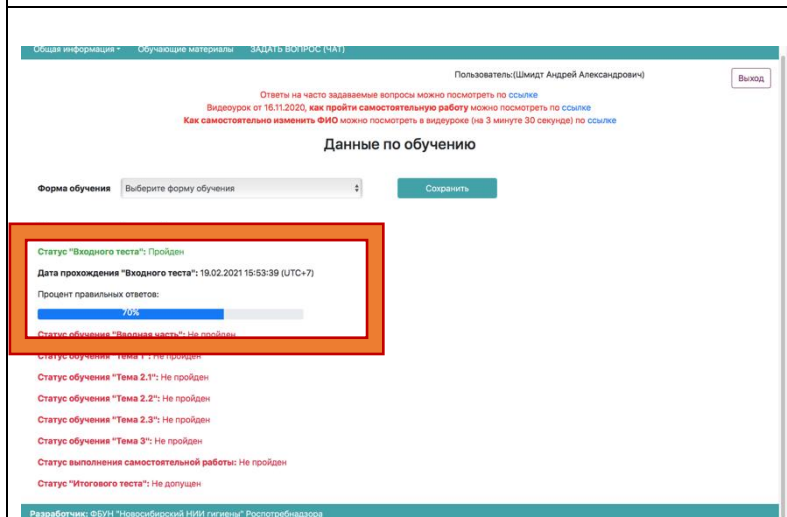 Общая информация Обучающие материалы ЗАДАТЬ ВОПРОС (ЧАТ)
Пользователь:(Шмидт Андрей Александрович)
Выход
Ответы на часто задаваемые вопросы можно посмотреть по ссылке
Видеоурок от 16.11.2020, как пройти самостоятельную работу можно посмотреть по ссылке
Как самостоятельно изменить ФИО можно посмотреть в видеуроке (на 3 минуте 30 секунде) по ссылке
Данные по обучению
Форма обучения Выберите форму обучения Сохранить
Статус "Входного теста": Пройден
Дата прохождения "Входного теста": 19.02.2021 15:53:39 (UTC+7)
Процент правильных ответов:
70%
Статус обучения "Вводная часть": Не пройден
Статус обучения "Тема 1": Не пройден
Статус обучения "Тема 2.1": Не пройден
Статус обучения "Тема 2.2": Не пройден
Статус обучения "Тема 2.3": Не пройден
Статус обучения "Тема 3": Не пройден
Статус выполнения самостоятельной работы: Не пройден
Статус "Итогового теста": Не допущен
Разработчик: ФБУН "Новосибирский НИИ гигиены" Роспотребнадзора